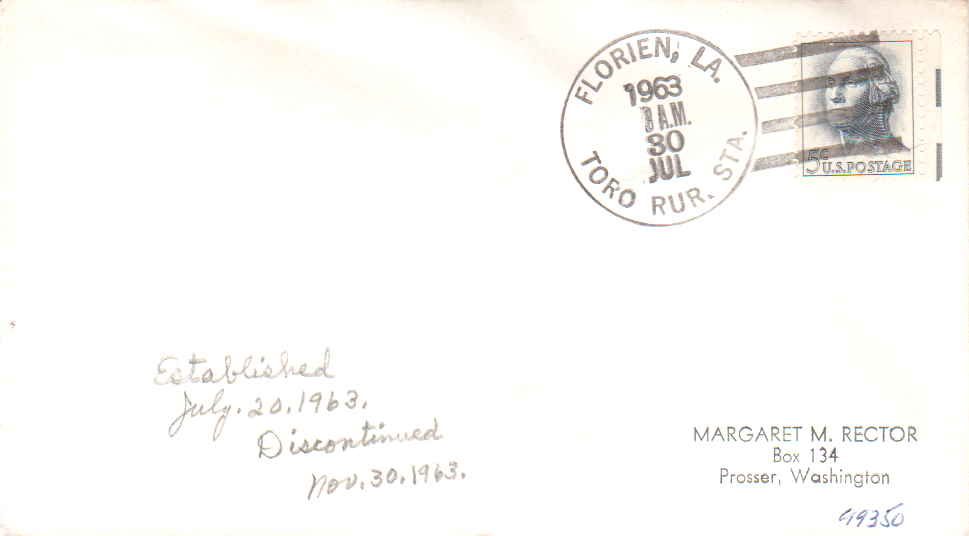 FLORIEN, LA.
1963
A.M.
30
JUL
TORO RUR. STA.
5¢
U.S. POSTAGE
Established
July. 20. 1963.
Discontinued
Nov. 30. 1963.
MARGARET M. RECTOR
Box 134
Prosser, Washington
49350